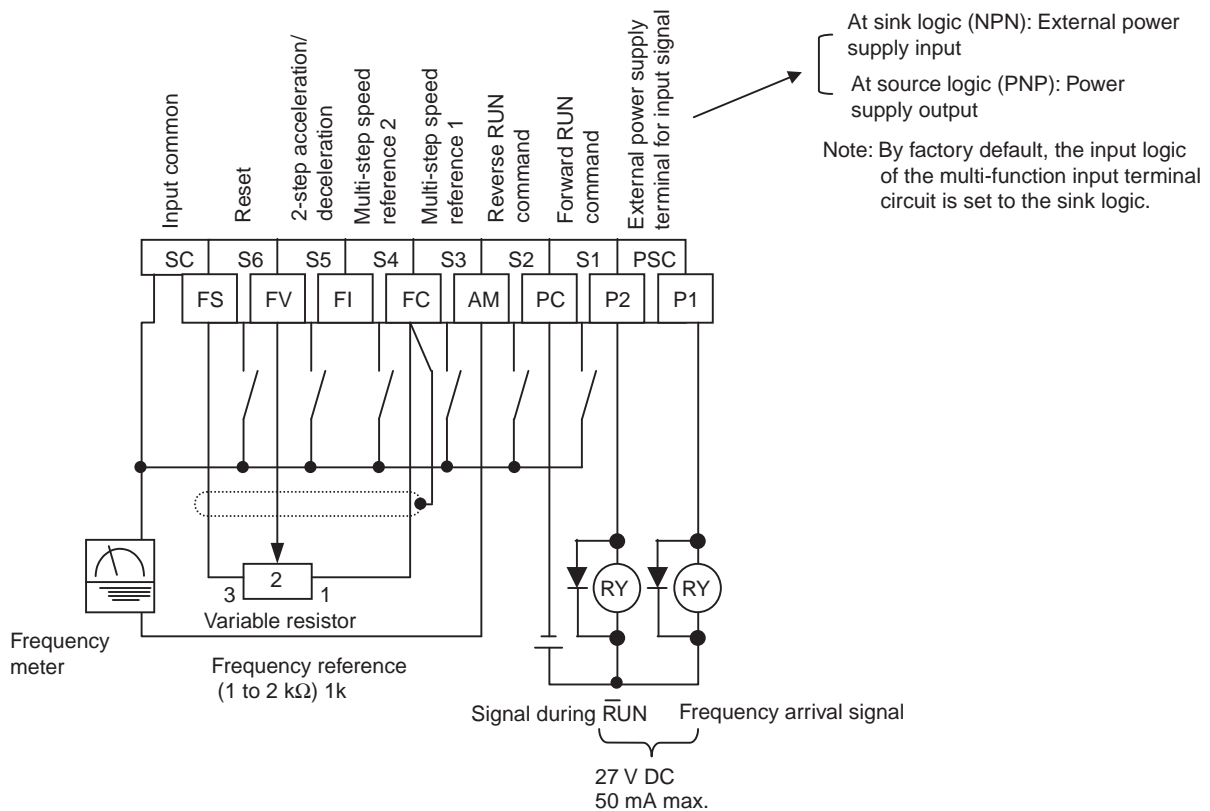 At sink logic (NPN): External power
supply input
At source logic (PNP): Power
supply output
Note: By factory default, the input logic
of the multi-function input terminal
circuit is set to the sink logic.
Input common
Reset
2-step acceleration/
deceleration
Multi-step speed
reference 2
Multi-step speed
reference 1
Reverse RUN
command
Forward RUN
command
External power supply
terminal for input signal
SC S6 S5 S4 S3 S2 S1 PSC
FS FV FI FC AM PC P2 P1
RY RY
3 2 1
Variable resistor
Frequency
meter
Frequency reference
(1 to 2 kΩ) 1k
Signal during RUN
Frequency arrival signal
27 V DC
50 mA max.